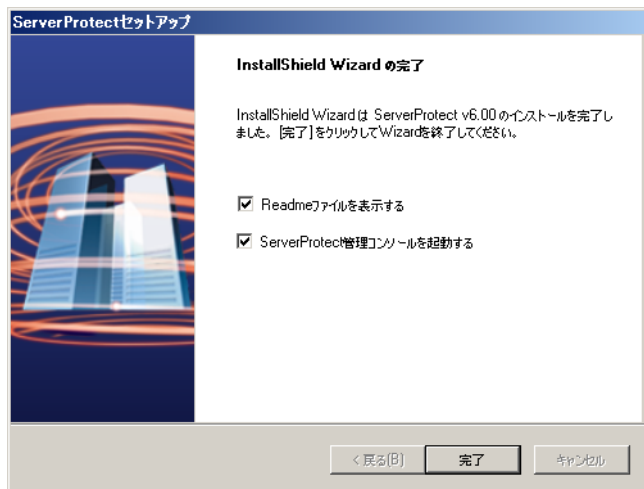 ServerProtectセットアップ
InstallShield Wizard の完了
InstallShield Wizard は ServerProtect v6.00 のインストールを完了し
ました。[完了]をクリックしてWizardを終了してください。
Readmeファイルを表示する
ServerProtect管理コンソールを起動する
< 戻る(B)
完了
キャンセル